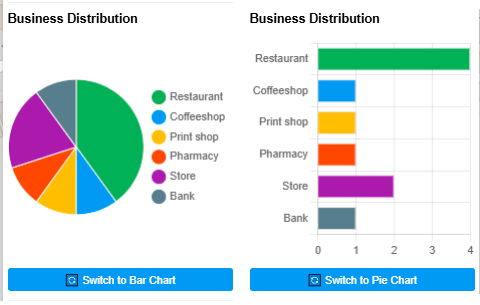 Business Distribution
Restaurant
Coffeeshop
Print shop
Pharmacy
Store
Bank
Switch to Bar Chart
Business Distribution
Restaurant
Coffeeshop
Print shop
Pharmacy
Store
Bank
0 1 2 3 4
Switch to Pie Chart